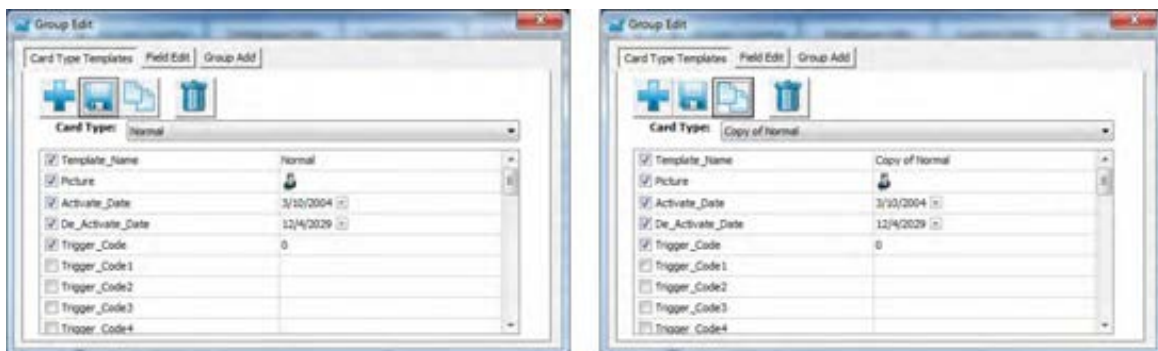 Group Edit
Card Type Templates Field Edit Group Add
Card Type: Normal
Template_Name Normal
Picture
Activate_Date 3/10/2004
De_Activate_Date 12/4/2029
Trigger_Code 0
Trigger_Code1
Trigger_Code2
Trigger_Code3
Trigger_Code4
Group Edit
Card Type Templates Field Edit Group Add
Card Type: Copy of Normal
Template_Name Copy of Normal
Picture
Activate_Date 3/10/2004
De_Activate_Date 12/4/2029
Trigger_Code 0
Trigger_Code1
Trigger_Code2
Trigger_Code3
Trigger_Code4